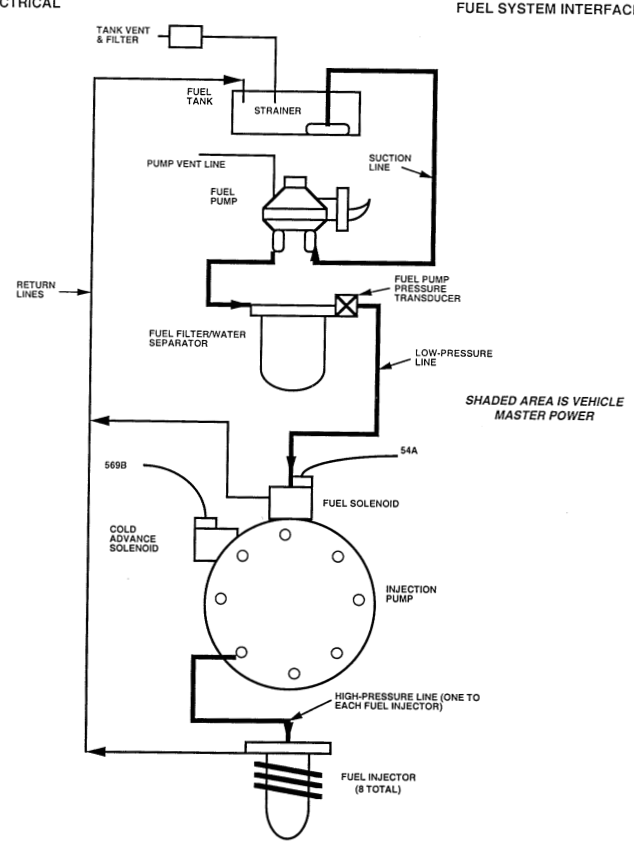 CTRICAL
FUEL SYSTEM INTERFAC
TANK VENT
& FILTER
FUEL
TANK
STRAINER
PUMP VENT LINE
SUCTION
LINE
FUEL
PUMP
RETURN
LINES
FUEL PUMP
PRESSURE
TRANSDUCER
FUEL FILTER/WATER
SEPARATOR
LOW-PRESSURE
LINE
SHADED AREA IS VEHICLE
MASTER POWER
569B
54A
FUEL SOLENOID
COLD
ADVANCE
SOLENOID
INJECTION
PUMP
HIGH-PRESSURE LINE (ONE TO
EACH FUEL INJECTOR)
FUEL INJECTOR
(8 TOTAL)